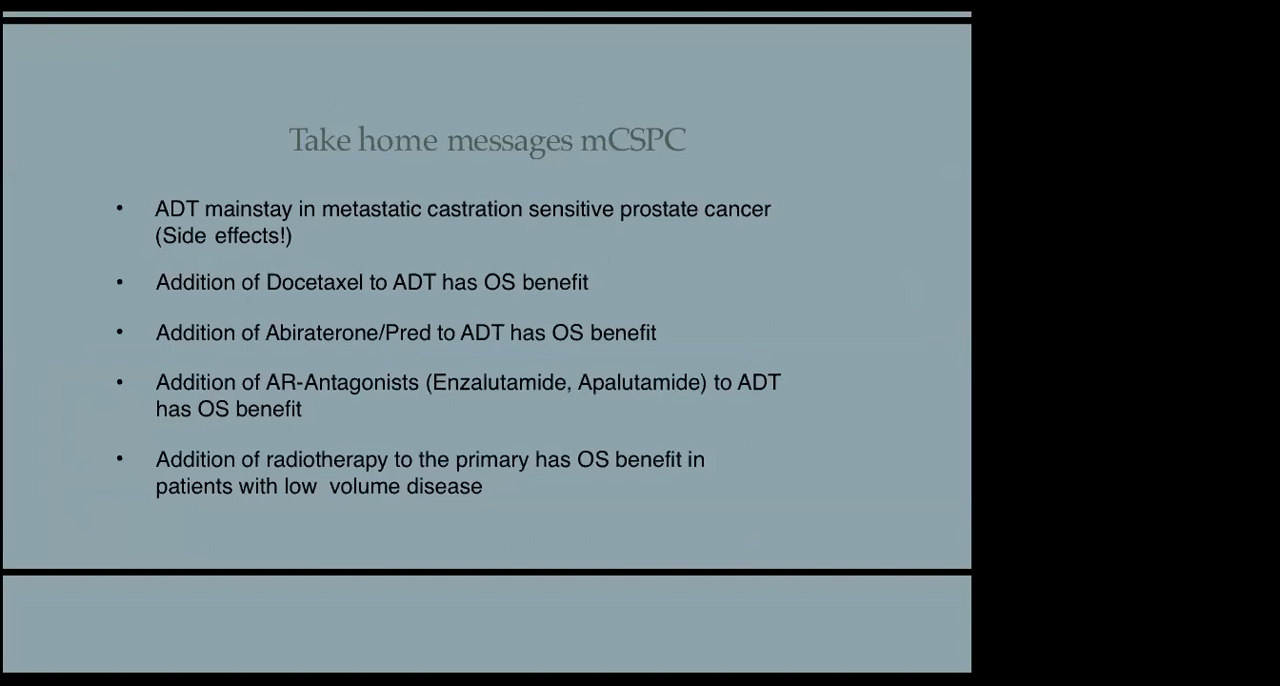 Take home messages mCSPC
• ADT mainstay in metastatic castration sensitive prostate cancer
(Side effects!)
• Addition of Docetaxel to ADT has OS benefit
• Addition of Abiraterone/Pred to ADT has OS benefit
• Addition of AR-Antagonists (Enzalutamide, Apalutamide) to ADT
has OS benefit
• Addition of radiotherapy to the primary has OS benefit in
patients with low  volume disease